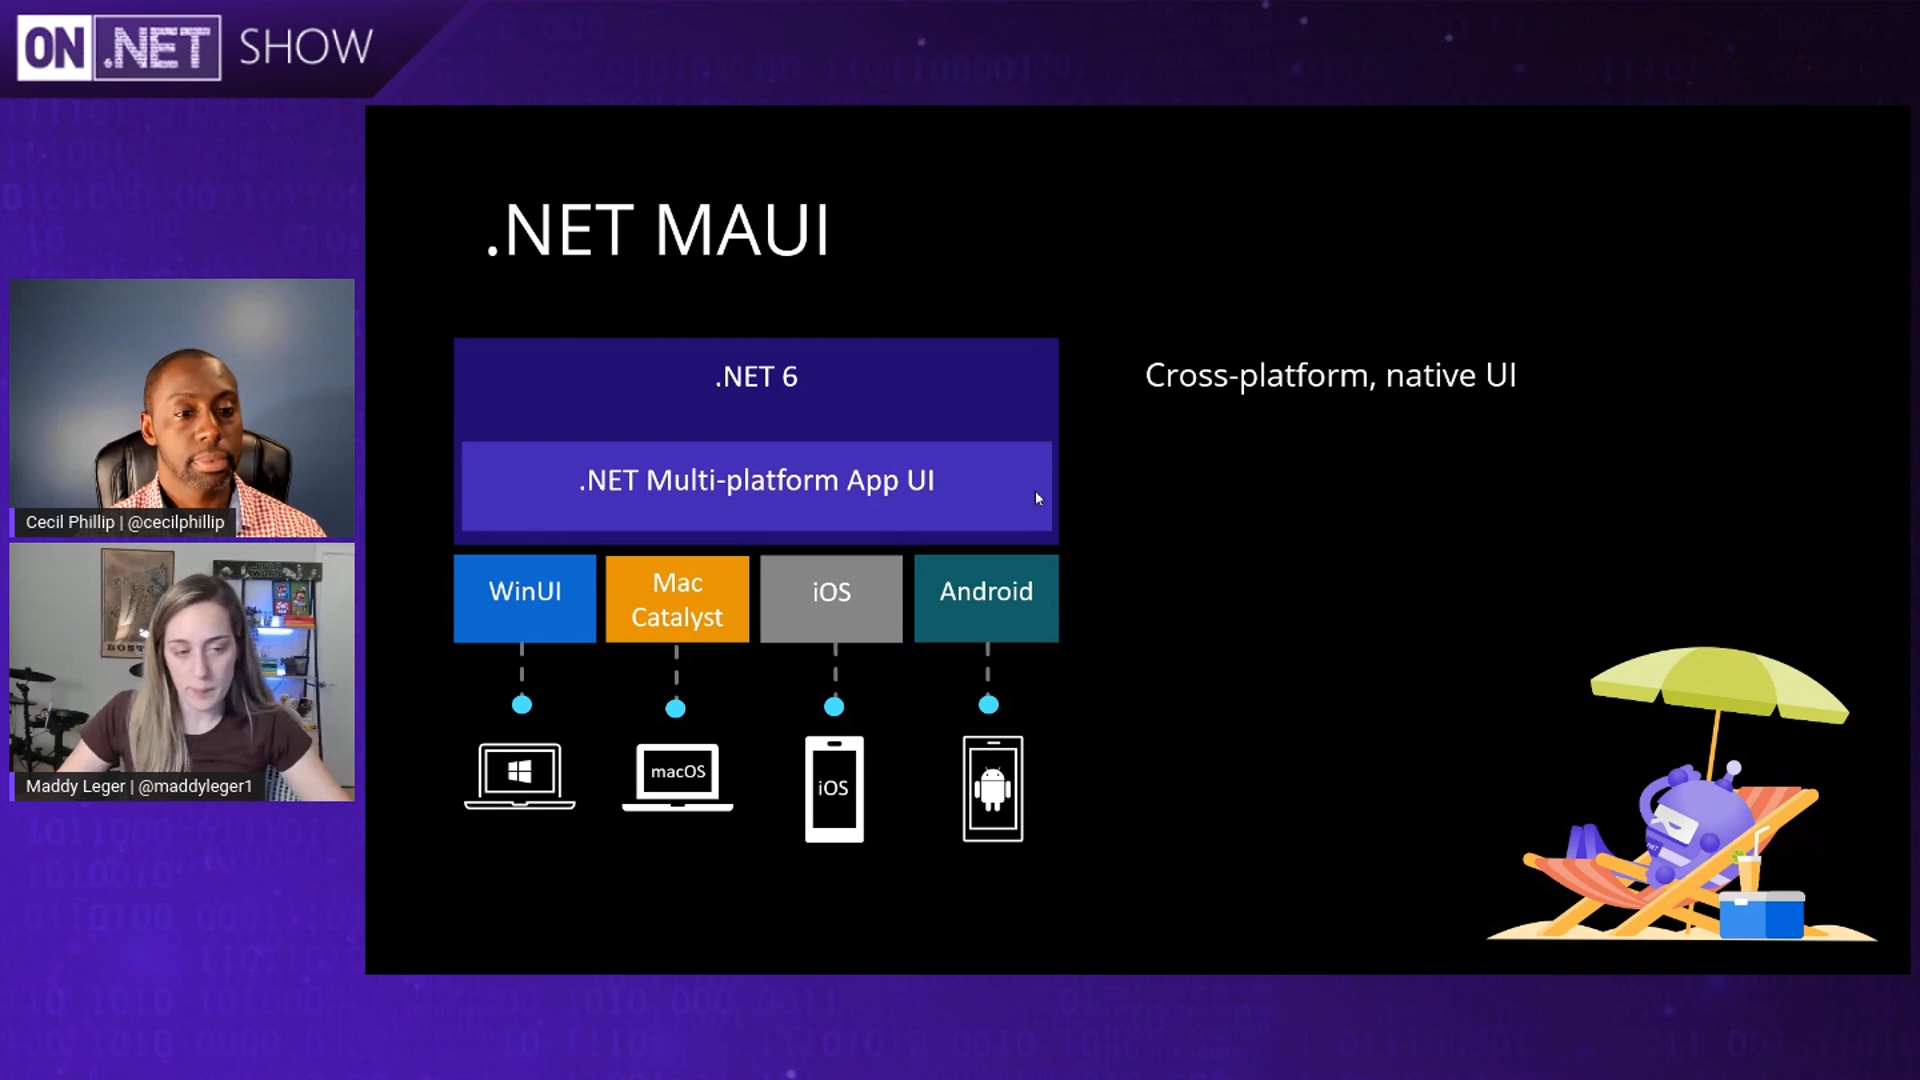 ON .NET SHOW
.NET MAUI
.NET 6
Cross-platform, native UI
.NET Multi-platform App UI
WinUI
Mac
Catalyst
iOS
Android
macOS
iOS
Cecil Phillip | @cecilphillip
Maddy Leger | @maddyleger1